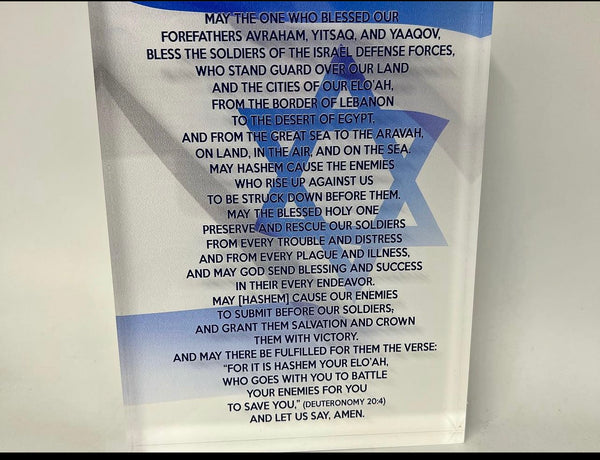 MAY THE ONE WHO BLESSED OUR
FOREFATHERS AVRAHAM, YITSAQ, AND YAAQOV,
BLESS THE SOLDIERS OF THE ISRAEL DEFENSE FORCES,
WHO STAND GUARD OVER OUR LAND
AND THE CITIES OF OUR ELO'AH,
FROM THE BORDER OF LEBANON
TO THE DESERT OF EGYPT,
AND FROM THE GREAT SEA TO THE ARAVAH,
ON LAND, IN THE AIR, AND ON THE SEA.
MAY HASHEM CAUSE THE ENEMIES
WHO RISE UP AGAINST US
TO BE STRUCK DOWN BEFORE THEM.
MAY THE BLESSED HOLY ONE
PRESERVE AND RESCUE OUR SOLDIERS
FROM EVERY TROUBLE AND DISTRESS
AND FROM EVERY PLAGUE AND ILLNESS,
AND MAY GOD SEND BLESSING AND SUCCESS
IN THEIR EVERY ENDEAVOR.
MAY [HASHEM] CAUSE OUR ENEMIES
TO SUBMIT BEFORE OUR SOLDIERS,
AND GRANT THEM SALVATION AND CROWN
THEM WITH VICTORY.
AND MAY THERE BE FULFILLED FOR THEM THE VERSE:
"FOR IT IS HASHEM YOUR ELO'AH,
WHO GOES WITH YOU TO BATTLE
YOUR ENEMIES FOR YOU
TO SAVE YOU," (DEUTERONOMY 20:4)
AND LET US SAY, AMEN.